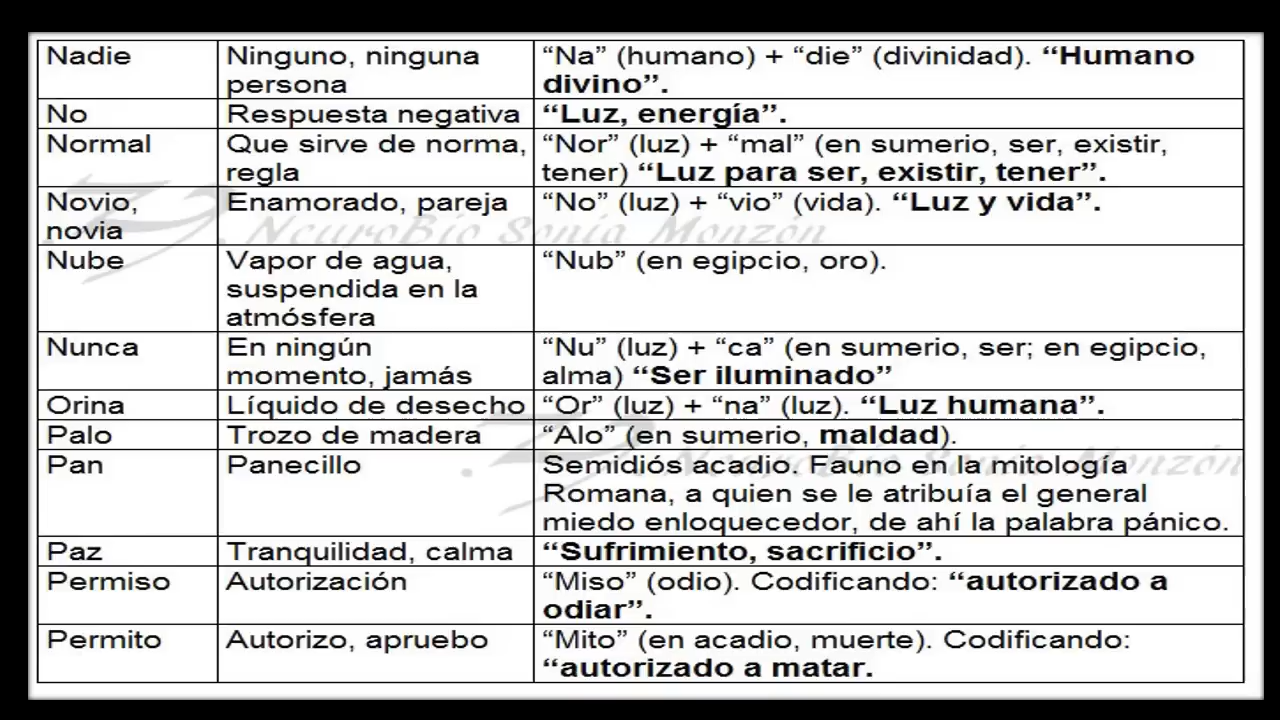 Nadie Ninguno, ninguna persona “Na” (humano) + “die” (divinidad). “Humano divino”.
No Respuesta negativa “Luz, energía”.
Normal Que sirve de norma, regla “Nor” (luz) + “mal” (en sumerio, ser, existir, tener) “Luz para ser, existir, tener”.
Novio, novia Enamorado, pareja “No” (luz) + “vio” (vida). “Luz y vida”.
Nube Vapor de agua, suspendida en la atmósfera “Nub” (en egipcio, oro).
Nunca En ningún momento, jamás “Nu” (luz) + “ca” (en sumerio, ser; en egipcio, alma) “Ser iluminado”
Orina Líquido de desecho “Or” (luz) + “na” (luz). “Luz humana”.
Palo Trozo de madera “Alo” (en sumerio, maldad).
Pan Panecillo Semidiós acadio. Fauno en la mitología Romana, a quien se le atribuía el general miedo enloquecedor, de ahí la palabra pánico.
Paz Tranquilidad, calma “Sufrimiento, sacrificio”.
Permiso Autorización “Miso” (odio). Codificando: “autorizado a odiar”.
Permito Autorizo, apruebo “Mito” (en acadio, muerte). Codificando: “autorizado a matar.
NeuroBio Sonia Monzón
NeuroBio Sonia Monzón